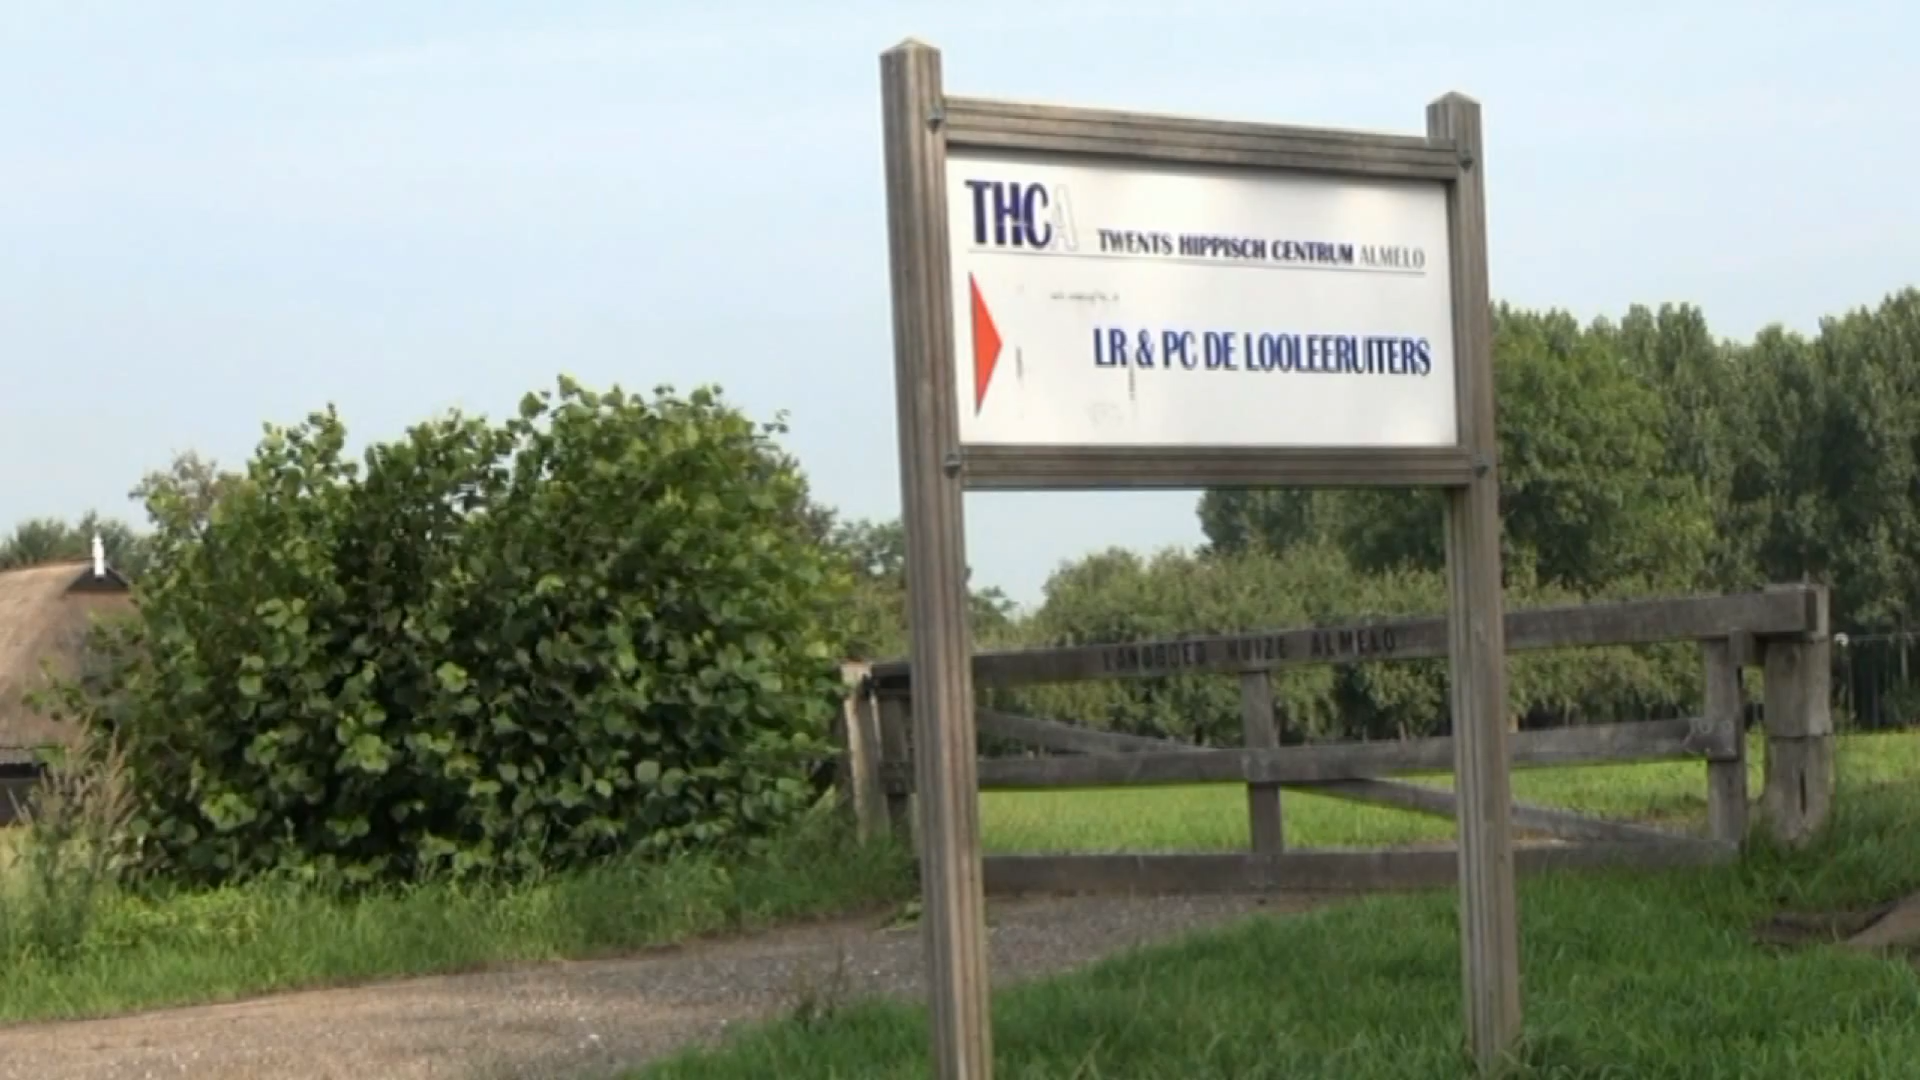 THCA
TWENTS HIPPISCH CENTRUM ALMELO
LR & PC DE LOOLEERUITERS
LANDGOED HUIZE ALMELO